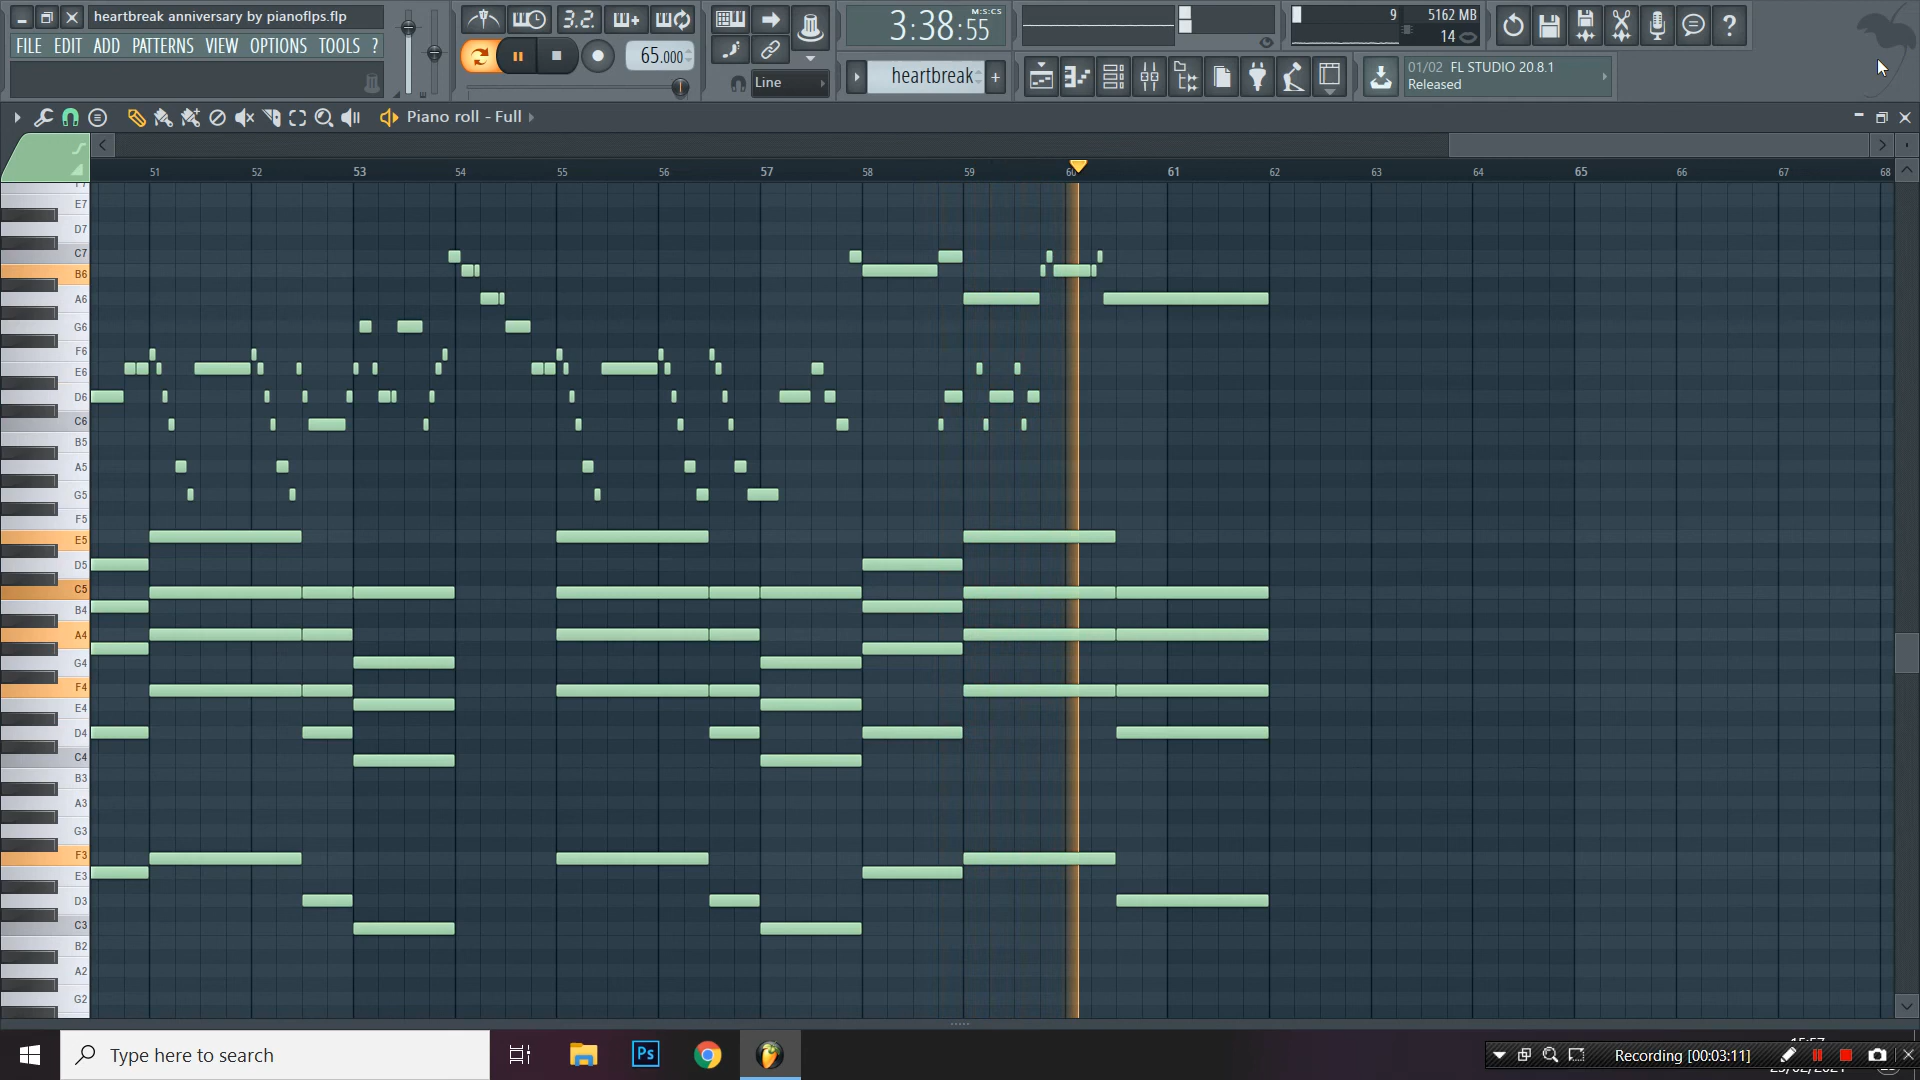 heartbreak anniversary by pianoflps.flp
FILE EDIT ADD PATTERNS VIEW OPTIONS TOOLS ?
3.2.
65.000
Line
3:38:55
M:S:CS
heartbreak
+
9
5162 MB
14
?
01/02 FL STUDIO 20.8.1
Released
Piano roll - Full
51 52 53 54 55 56 57 58 59 60 61 62 63 64 65 66 67 68
E7
D7
C7
B6
A6
G6
F6
E6
D6
C6
B5
A5
G5
F5
E5
D5
C5
B4
A4
G4
F4
E4
D4
C4
B3
A3
G3
F3
E3
D3
C3
B2
A2
G2
Type here to search
Ps
Recording [00:03:11]